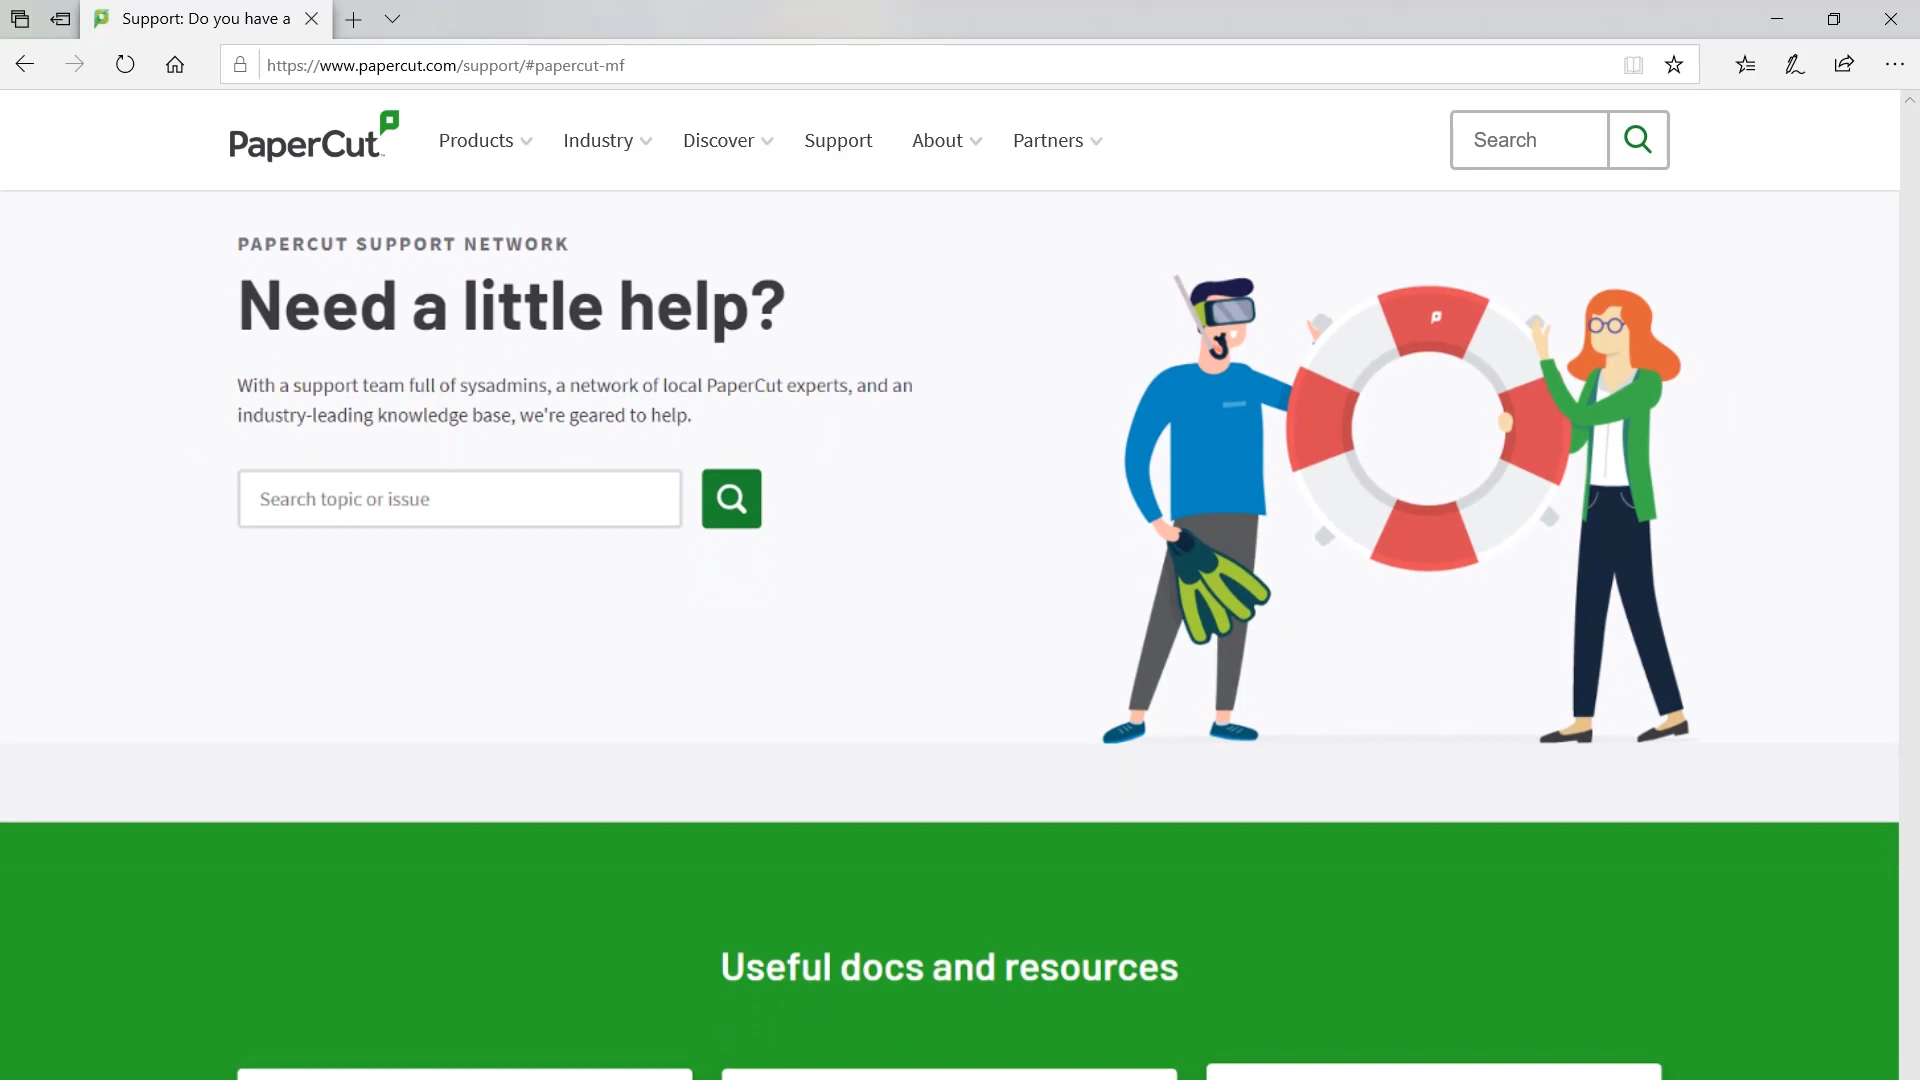 Support: Do you have a
https://www.papercut.com/support/#papercut-mf
PaperCut™
Products
Industry
Discover
Support
About
Partners
Search
PAPERCUT SUPPORT NETWORK
Need a little help?
With a support team full of sysadmins, a network of local PaperCut experts, and an
industry-leading knowledge base, we're geared to help.
Search topic or issue
Useful docs and resources